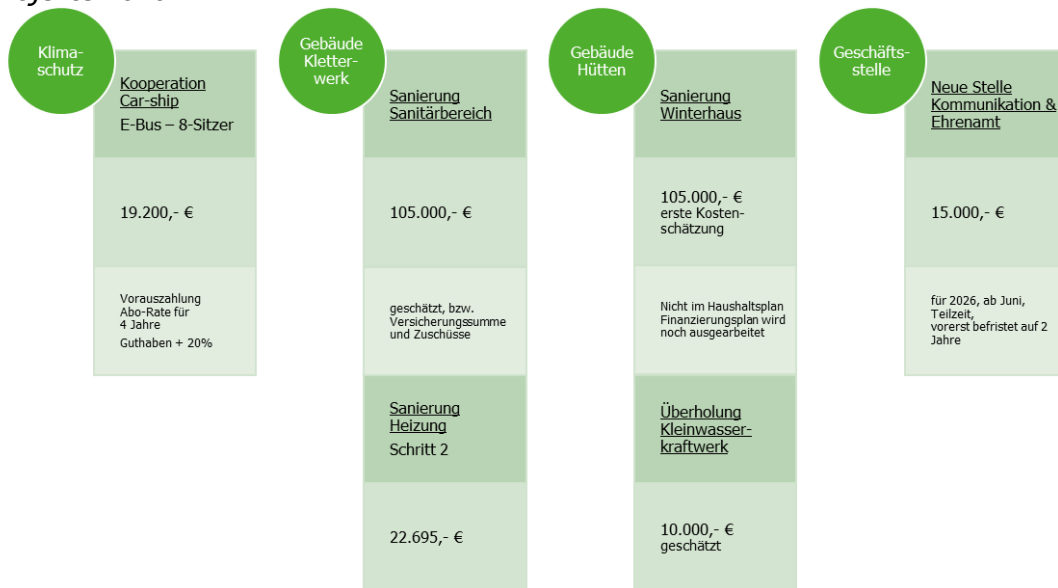 Klima-
schutz
Kooperation
Car-ship
E-Bus – 8-Sitzer
19.200,- €
Vorauszahlung
Abo-Rate für
4 Jahre
Guthaben + 20%
Gebäude
Kletter-
werk
Sanierung
Sanitärbereich
105.000,- €
geschätzt, bzw.
Versicherungssumme
und Zuschüsse
Sanierung
Heizung
Schritt 2
22.695,- €
Gebäude
Hütten
Sanierung
Winterhaus
105.000,- €
erste Kosten-
schätzung
Nicht im Haushaltsplan
Finanzierungsplan wird
noch ausgearbeitet
Überholung
Kleinwasser-
kraftwerk
10.000,- €
geschätzt
Geschäfts-
stelle
Neue Stelle
Kommunikation &
Ehrenamt
15.000,- €
für 2026, ab Juni,
Teilzeit,
vorerst befristet auf 2
Jahre